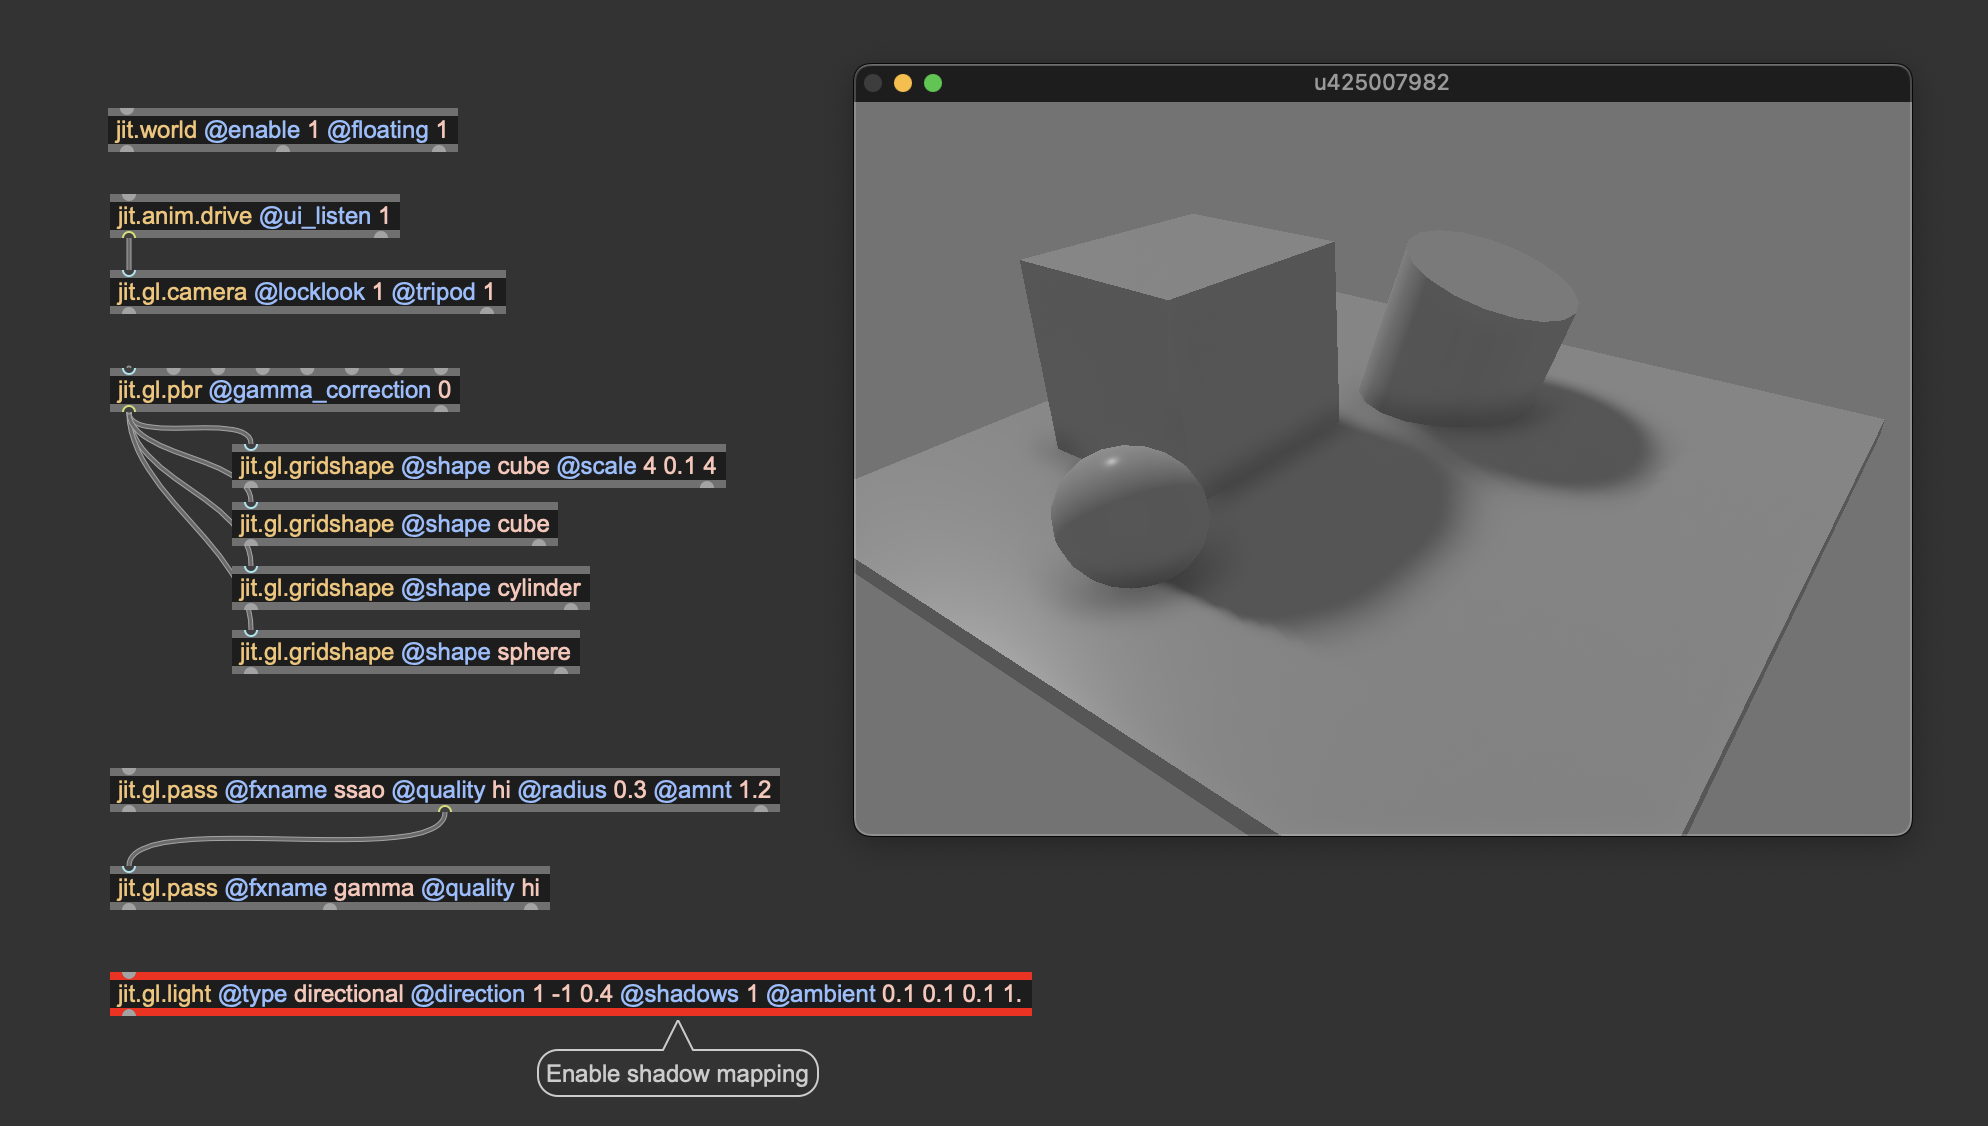 u425007982
jit.world @enable 1 @floating 1
jit.anim.drive @ui_listen 1
jit.gl.camera @locklook 1 @tripod 1
jit.gl.pbr @gamma_correction 0
jit.gl.gridshape @shape cube @scale 4 0.1 4
jit.gl.gridshape @shape cube
jit.gl.gridshape @shape cylinder
jit.gl.gridshape @shape sphere
jit.gl.pass @fxname ssao @quality hi @radius 0.3 @amnt 1.2
jit.gl.pass @fxname gamma @quality hi
jit.gl.light @type directional @direction 1 -1 0.4 @shadows 1 @ambient 0.1 0.1 0.1 1.
Enable shadow mapping